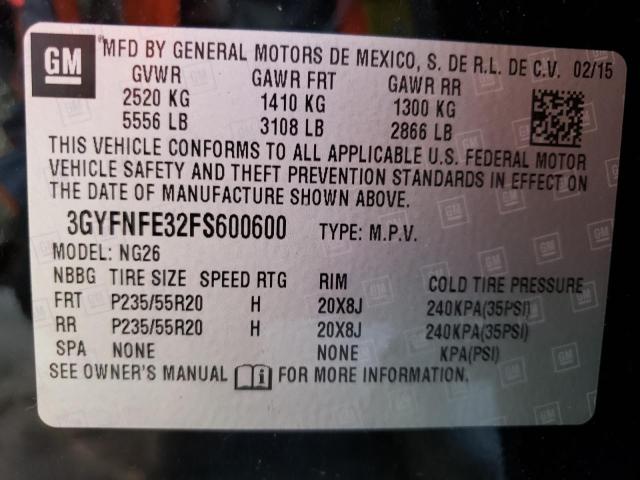 GM MFD BY GENERAL MOTORS DE MEXICO, S. DE R.L. DE C.V. 02/15
GVWR GAWR FRT GAWR RR
2520 KG 1410 KG 1300 KG
5556 LB 3108 LB 2866 LB
THIS VEHICLE CONFORMS TO ALL APPLICABLE U.S. FEDERAL MOTOR
VEHICLE SAFETY AND THEFT PREVENTION STANDARDS IN EFFECT ON
THE DATE OF MANUFACTURE SHOWN ABOVE.
3GYFNFE32FS600600 TYPE: M.P.V.
MODEL: NG26
NBBG TIRE SIZE SPEED RTG RIM COLD TIRE PRESSURE
FRT P235/55R20 H 20X8J 240KPA(35PSI)
RR P235/55R20 H 20X8J 240KPA(35PSI)
SPA NONE NONE KPA(PSI)
SEE OWNER'S MANUAL FOR MORE INFORMATION.